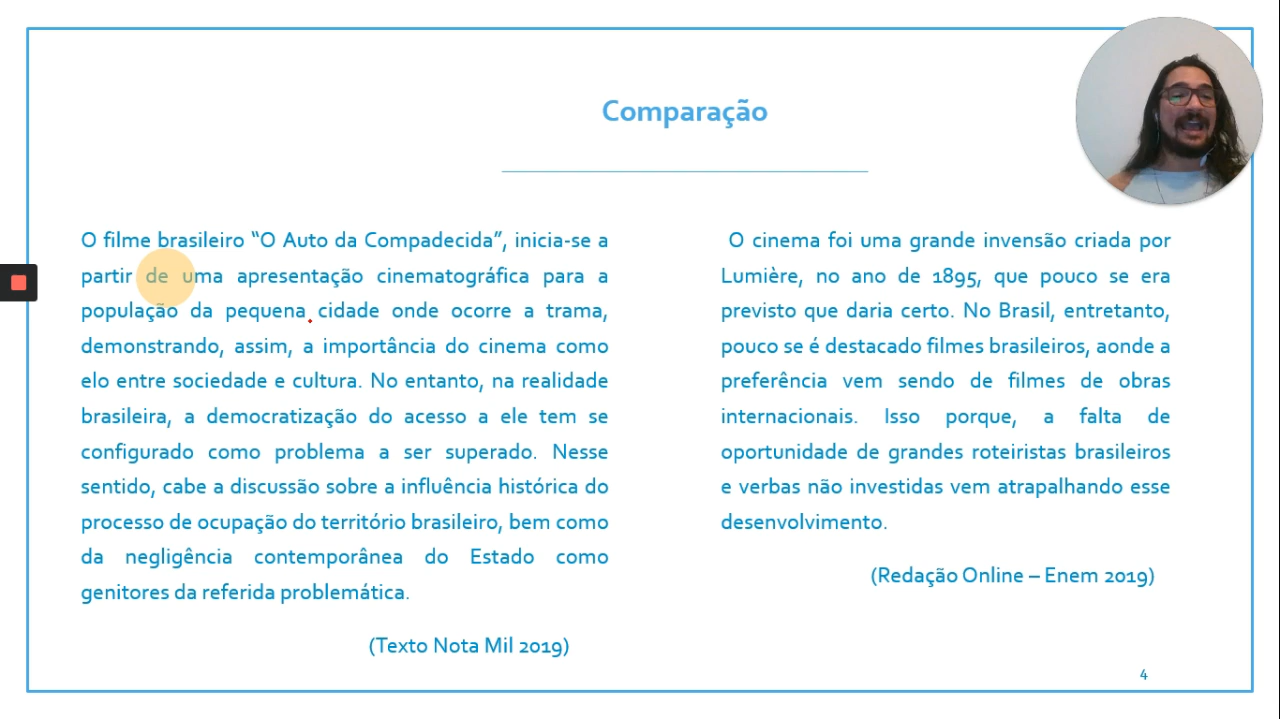 Comparação
O filme brasileiro “O Auto da Compadecida”, inicia-se a
partir de uma apresentação cinematográfica para a
população da pequena cidade onde ocorre a trama,
demonstrando, assim, a importância do cinema como
elo entre sociedade e cultura. No entanto, na realidade
brasileira, a democratização do acesso a ele tem se
configurado como problema a ser superado. Nesse
sentido, cabe a discussão sobre a influência histórica do
processo de ocupação do território brasileiro, bem como
da negligência contemporânea do Estado como
genitores da referida problemática.
(Texto Nota Mil 2019)
O cinema foi uma grande invensão criada por
Lumière, no ano de 1895, que pouco se era
previsto que daria certo. No Brasil, entretanto,
pouco se é destacado filmes brasileiros, aonde a
preferência vem sendo de filmes de obras
internacionais. Isso porque, a falta de
oportunidade de grandes roteiristas brasileiros
e verbas não investidas vem atrapalhando esse
desenvolvimento.
(Redação Online – Enem 2019)
4